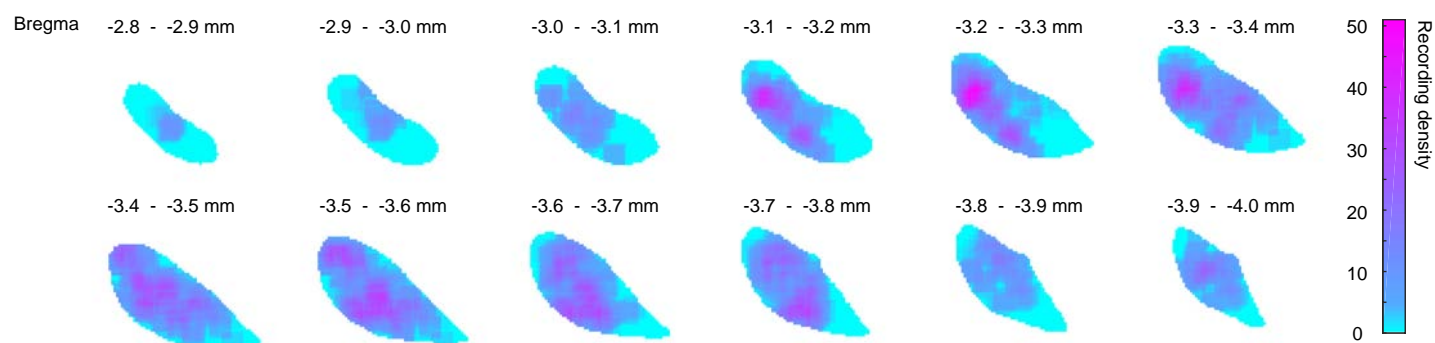 Bregma -2.8 - -2.9 mm -2.9 - -3.0 mm -3.0 - -3.1 mm -3.1 - -3.2 mm -3.2 - -3.3 mm -3.3 - -3.4 mm
-3.4 - -3.5 mm -3.5 - -3.6 mm -3.6 - -3.7 mm -3.7 - -3.8 mm -3.8 - -3.9 mm -3.9 - -4.0 mm
50
40
30
20
10
0
Recording density